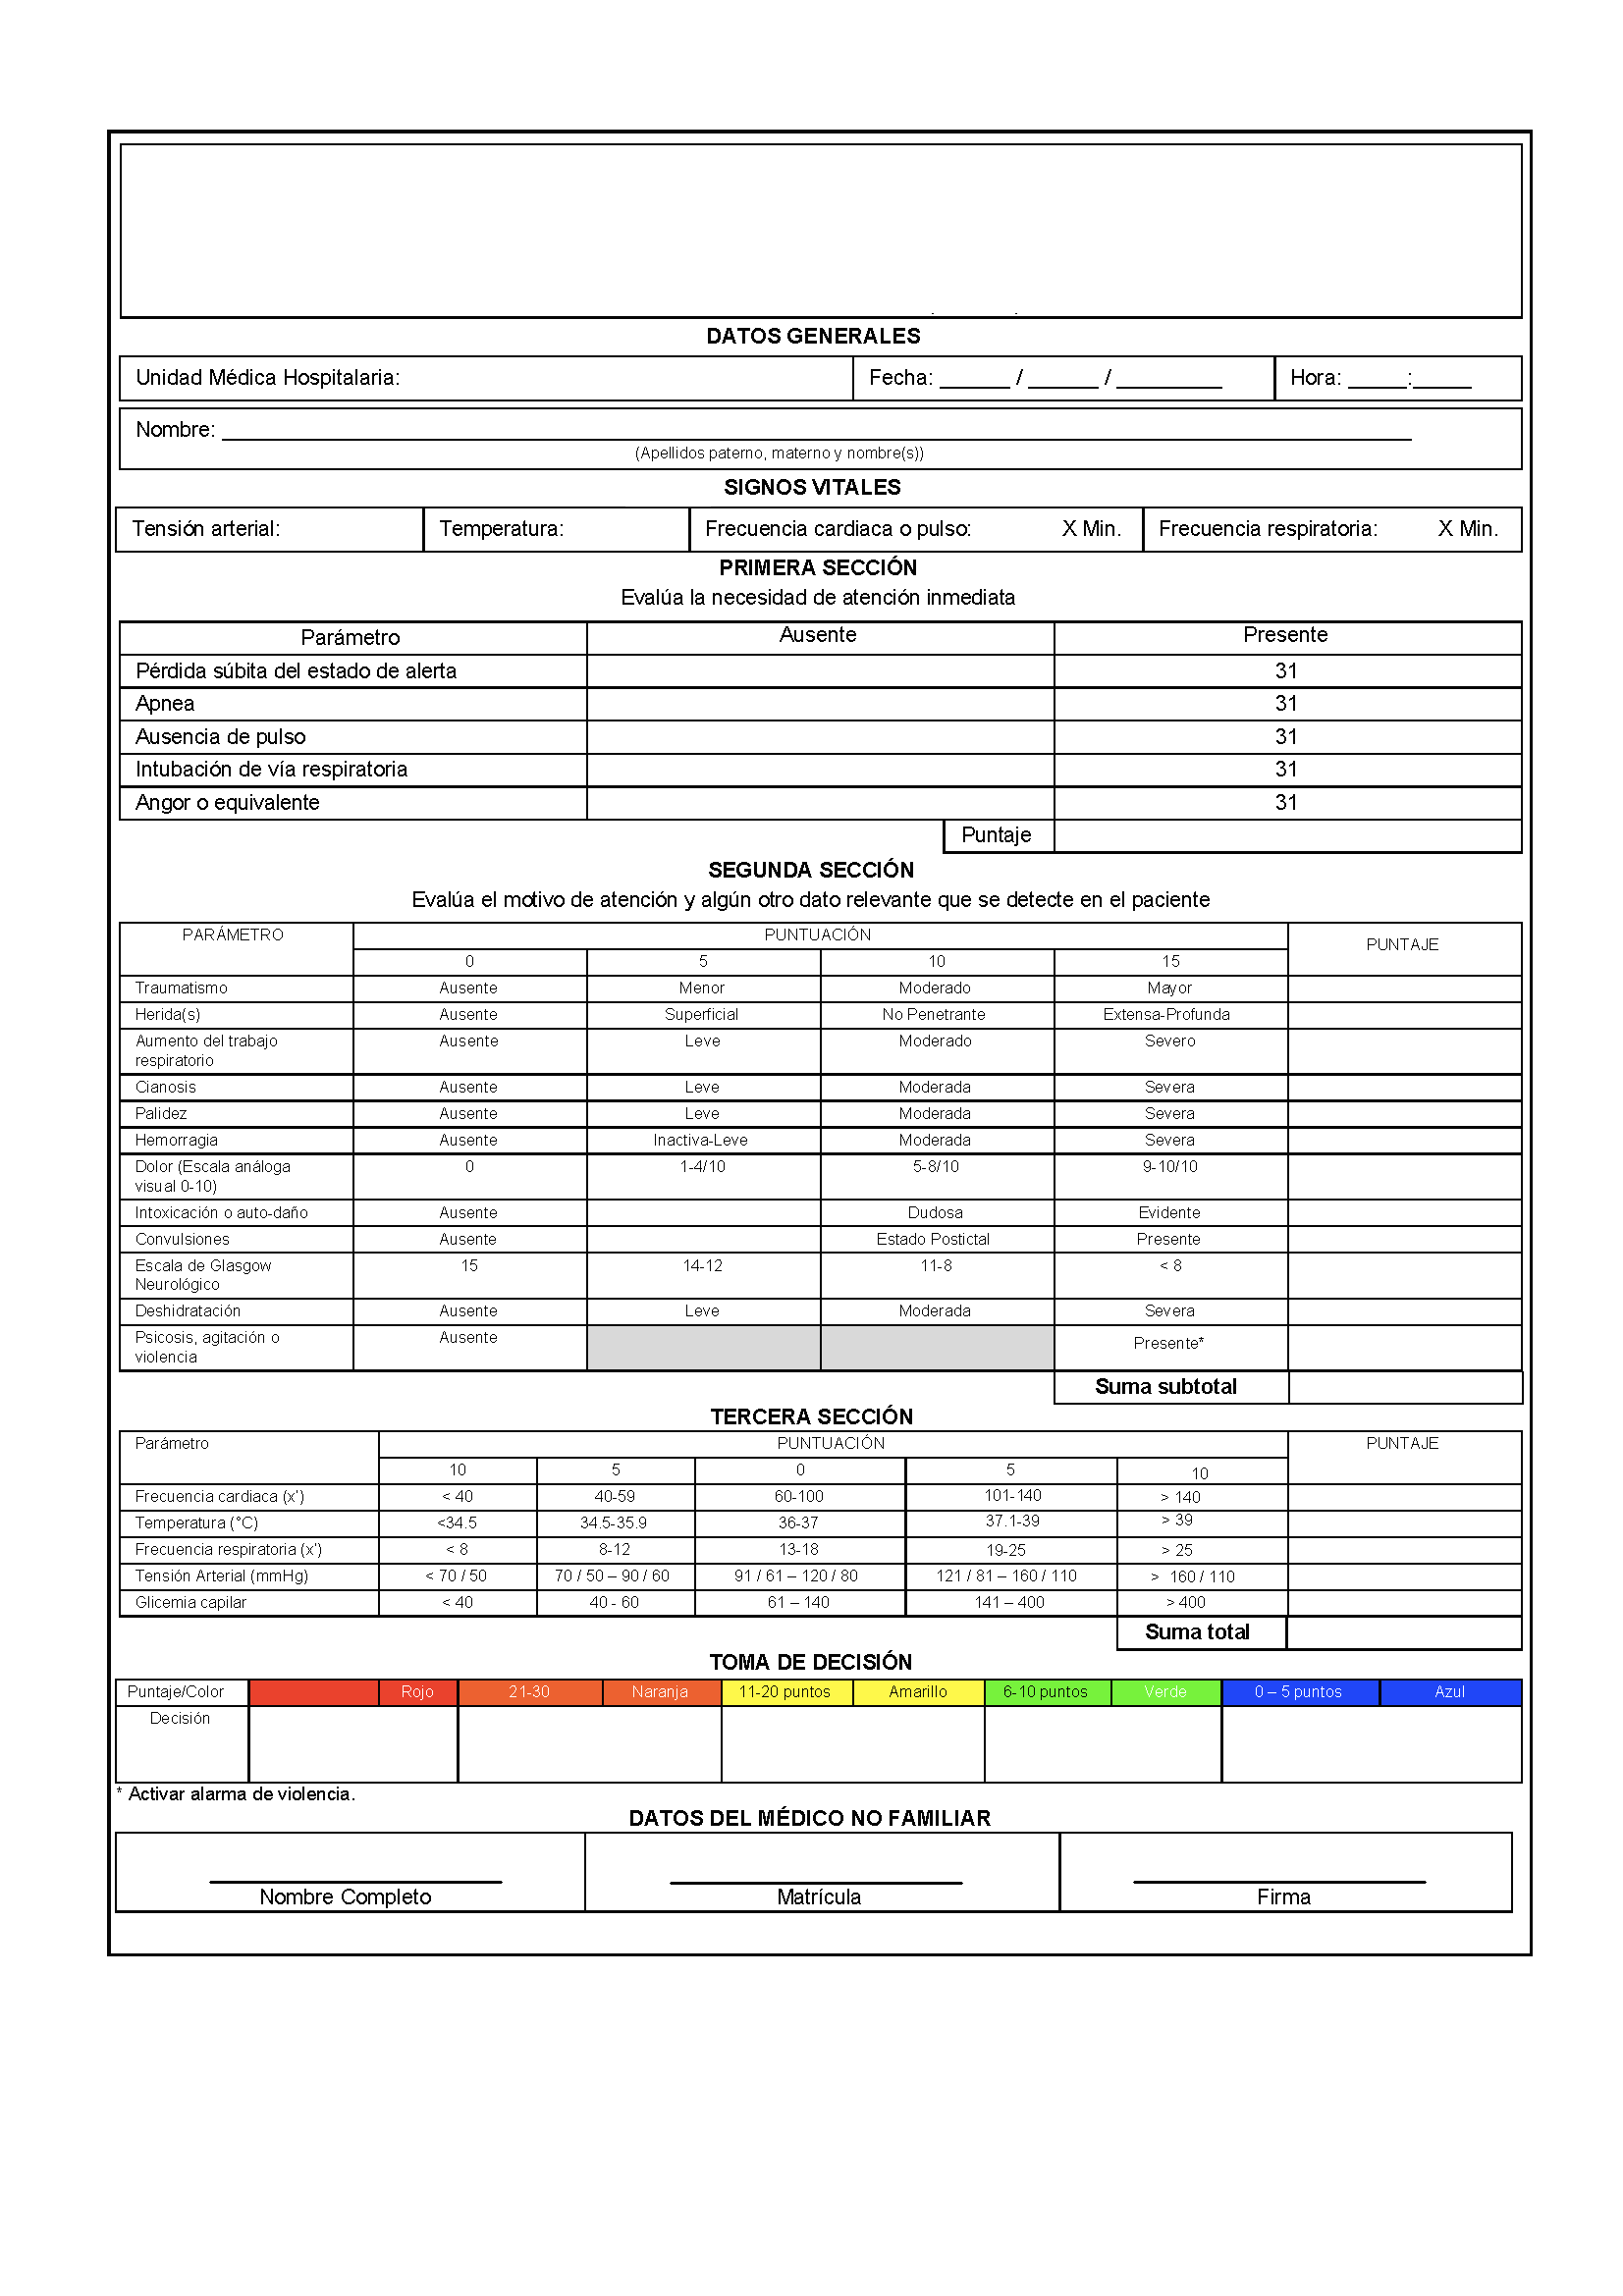 DATOS GENERALES
Unidad Médica Hospitalaria: Fecha: ______ / ______ / _________ Hora: _____:_____
Nombre: ____________________
(Apellidos paterno, materno y nombre(s))
SIGNOS VITALES
Tensión arterial: Temperatura: Frecuencia cardiaca o pulso: X Min. Frecuencia respiratoria: X Min.
PRIMERA SECCIÓN
Evalúa la necesidad de atención inmediata
Parámetro Ausente Presente
Pérdida súbita del estado de alerta 31
Apnea 31
Ausencia de pulso 31
Intubación de vía respiratoria 31
Angor o equivalente 31
Puntaje
SEGUNDA SECCIÓN
Evalúa el motivo de atención y algún otro dato relevante que se detecte en el paciente
PARÁMETRO PUNTUACIÓN PUNTAJE
0 5 10 15
Traumatismo Ausente Menor Moderado Mayor
Herida(s) Ausente Superficial No Penetrante Extensa-Profunda
Aumento del trabajo Ausente Leve Moderado Severo
respiratorio
Cianosis Ausente Leve Moderada Severa
Palidez Ausente Leve Moderada Severa
Hemorragia Ausente Inactiva-Leve Moderada Severa
Dolor (Escala análoga 0 1-4/10 5-8/10 9-10/10
visual 0-10)
Intoxicación o auto-daño Ausente Dudosa Evidente
Convulsiones Ausente Estado Postictal Presente
Escala de Glasgow 15 14-12 11-8 < 8
Neurológico
Deshidratación Ausente Leve Moderada Severa
Psicosis, agitación o Ausente Presente*
violencia
Suma subtotal
TERCERA SECCIÓN
Parámetro PUNTUACIÓN PUNTAJE
10 5 0 5 10
Frecuencia cardiaca (x') < 40 40-59 60-100 101-140 > 140
Temperatura (°C) <34.5 34.5-35.9 36-37 37.1-39 > 39
Frecuencia respiratoria (x') < 8 8-12 13-18 19-25 > 25
Tensión Arterial (mmHg) < 70 / 50 70 / 50 – 90 / 60 91 / 61 – 120 / 80 121 / 81 – 160 / 110 > 160 / 110
Glicemia capilar < 40 40 - 60 61 – 140 141 – 400 > 400
Suma total
TOMA DE DECISIÓN
Puntaje/Color Rojo 21-30 Naranja 11-20 puntos Amarillo 6-10 puntos Verde 0 – 5 puntos Azul
Decisión
* Activar alarma de violencia.
DATOS DEL MÉDICO NO FAMILIAR
Nombre Completo Matrícula Firma